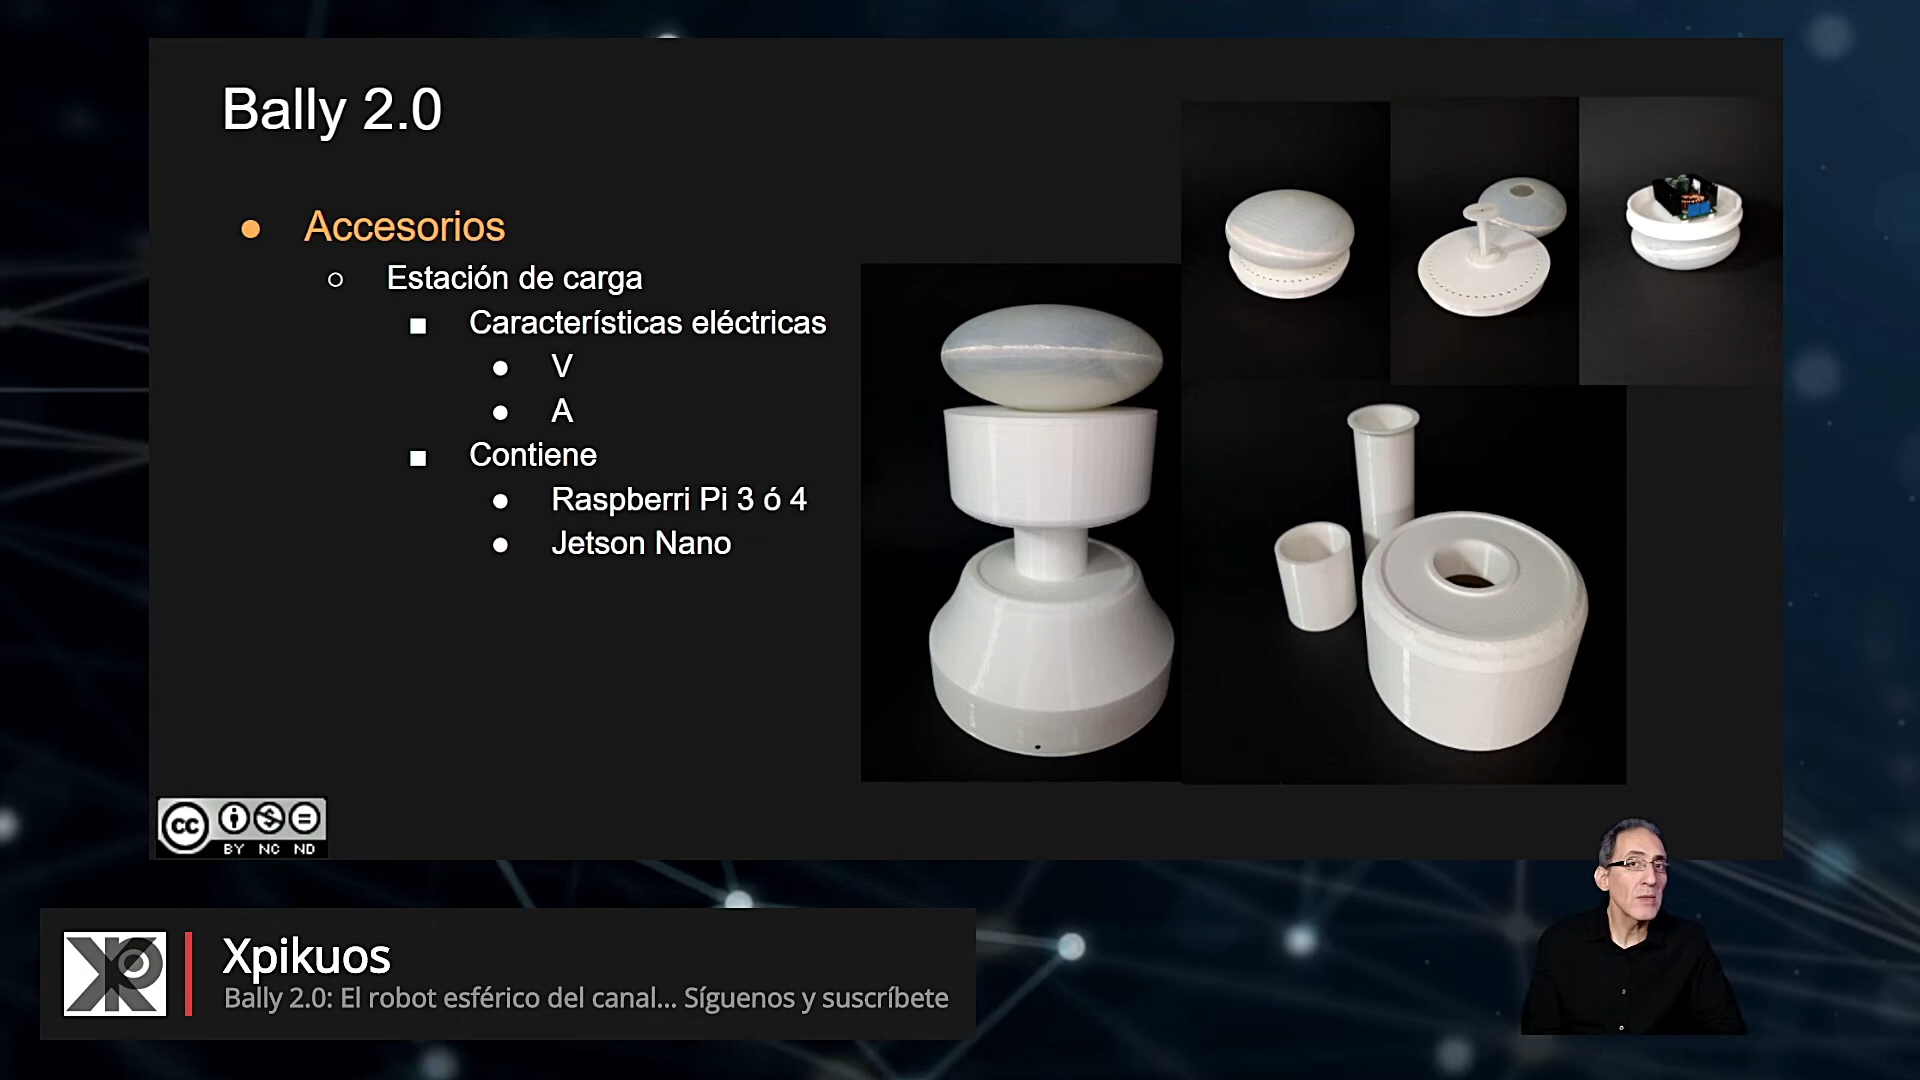 Bally 2.0
Accesorios
Estación de carga
Características eléctricas
V
A
Contiene
Raspberri Pi 3 ó 4
Jetson Nano
cc
BY NC ND
Xpikuos
Bally 2.0: El robot esférico del canal... Síguenos y suscríbete